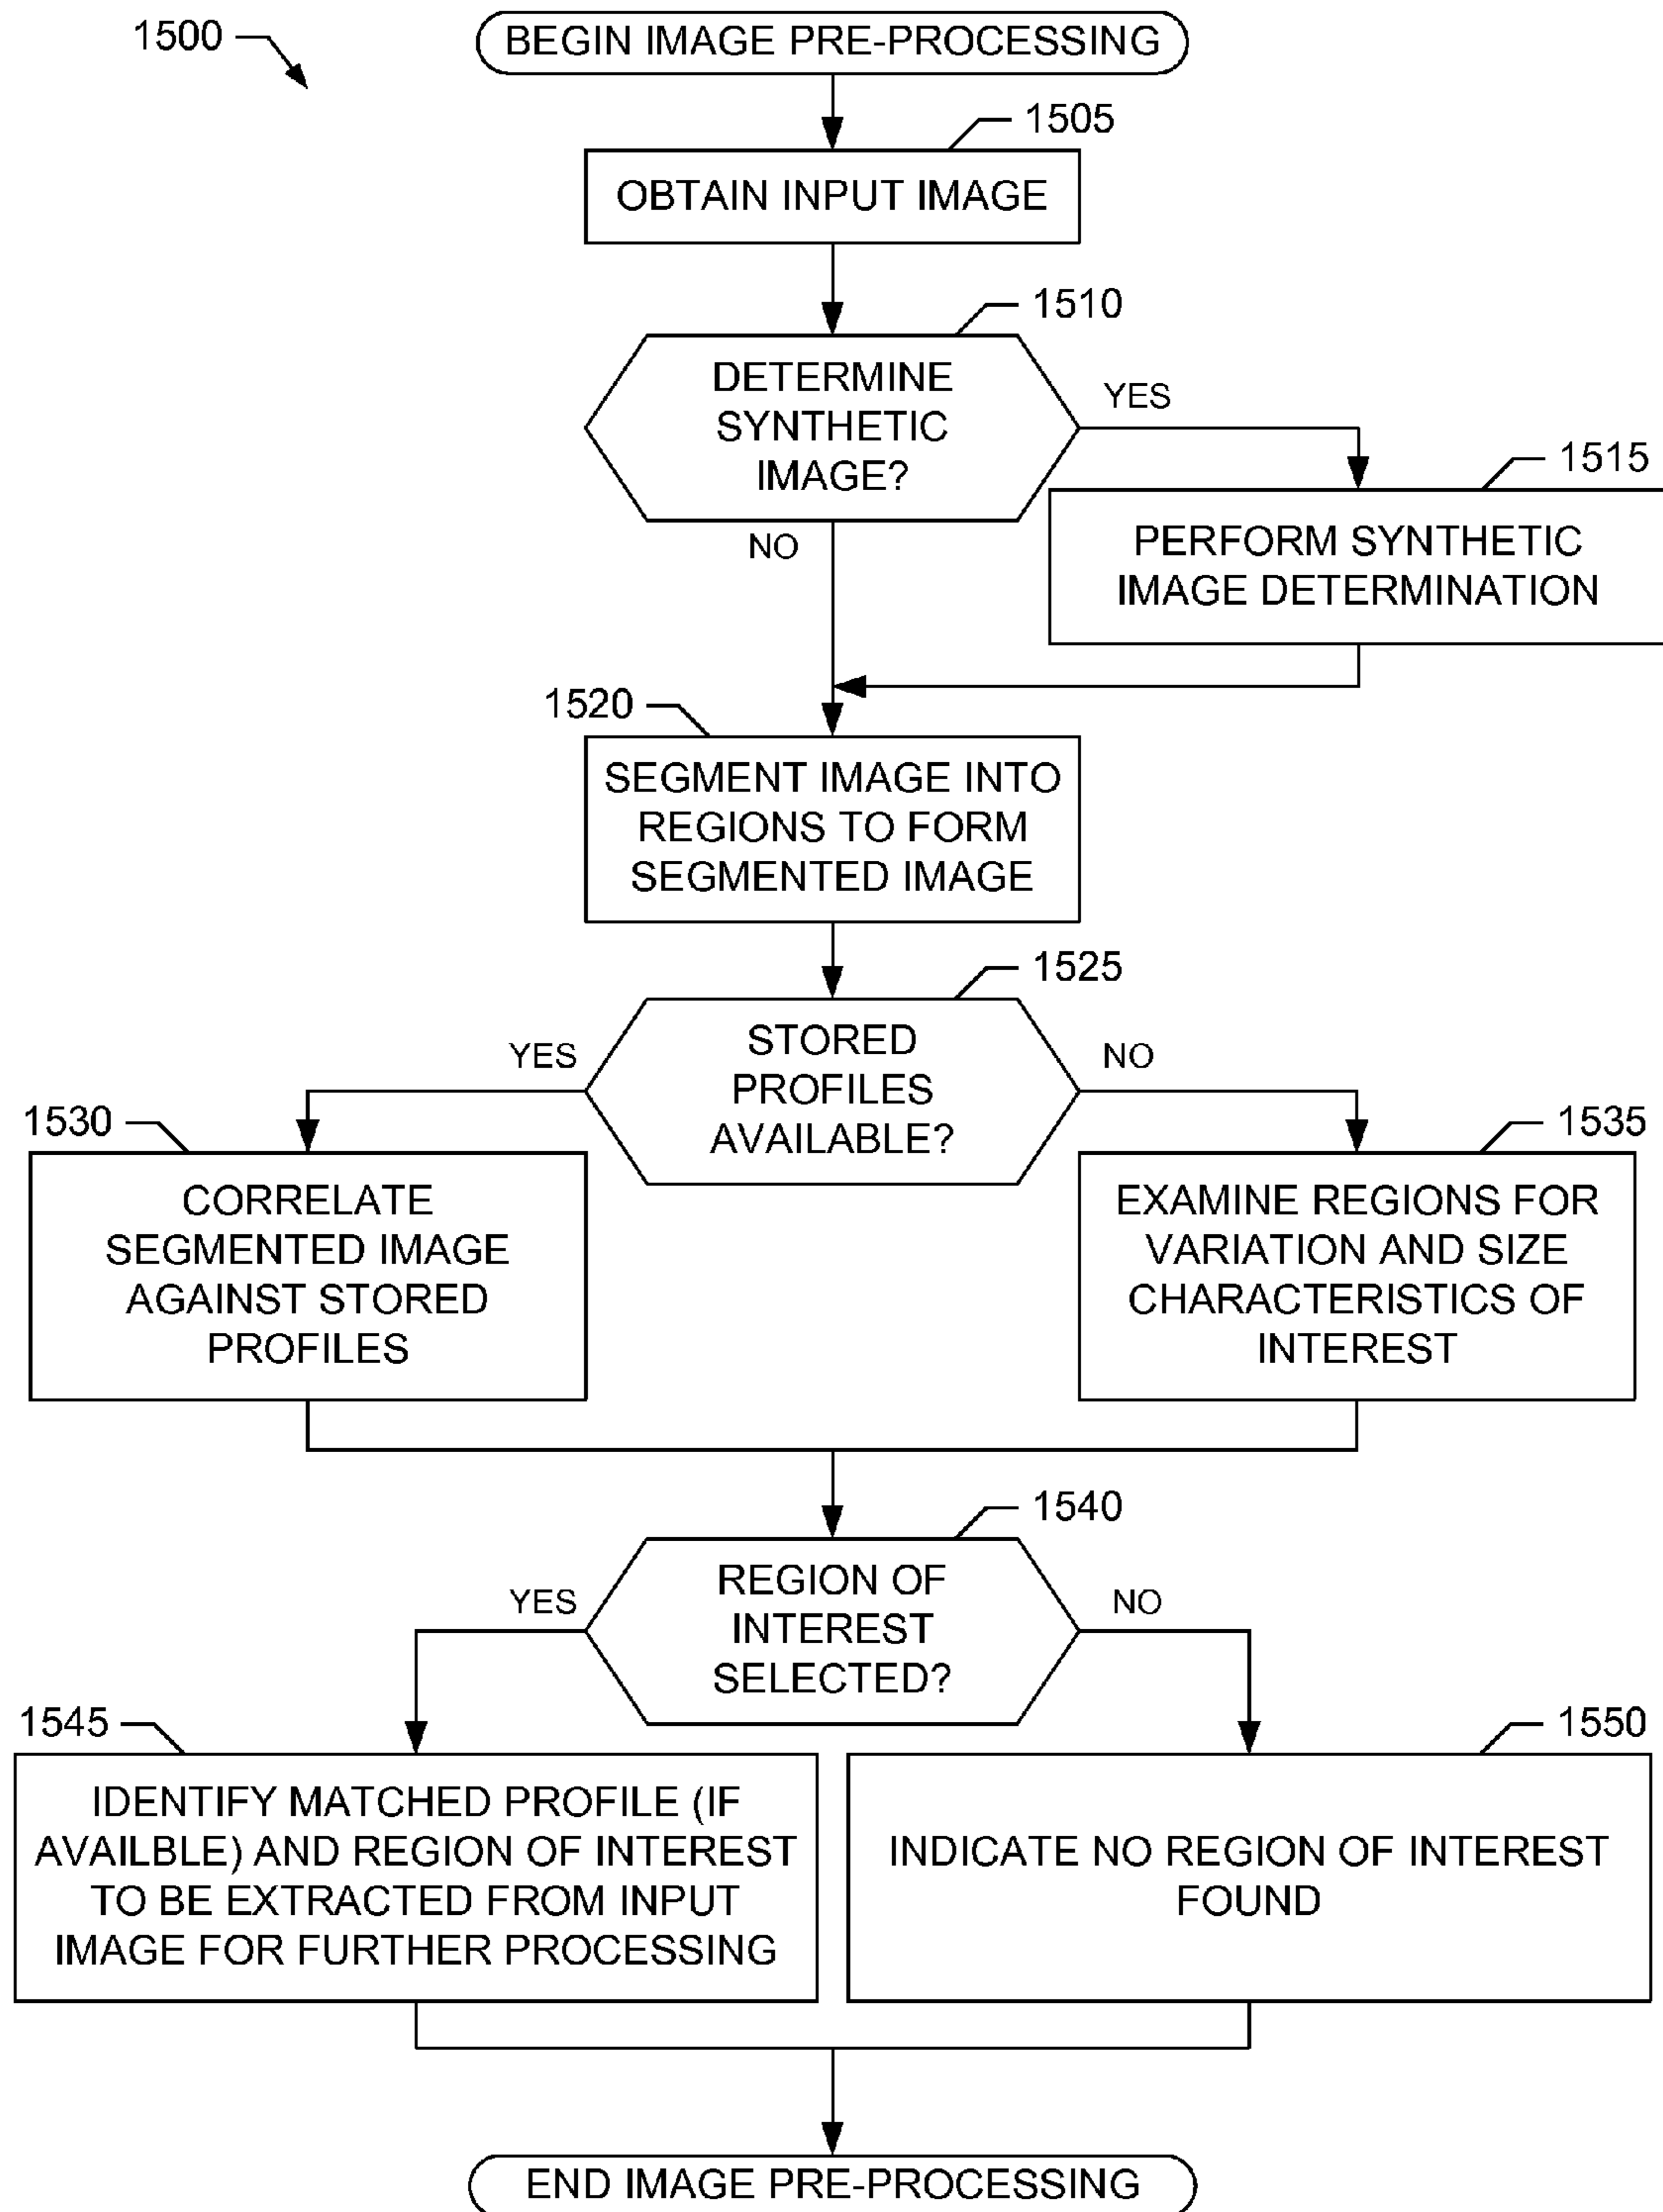 1500
BEGIN IMAGE PRE-PROCESSING
1505
OBTAIN INPUT IMAGE
1510
DETERMINE
SYNTHETIC
IMAGE?
YES
NO
1515
PERFORM SYNTHETIC
IMAGE DETERMINATION
1520
SEGMENT IMAGE INTO
REGIONS TO FORM
SEGMENTED IMAGE
1525
STORED
PROFILES
AVAILABLE?
YES
NO
1530
CORRELATE
SEGMENTED IMAGE
AGAINST STORED
PROFILES
1535
EXAMINE REGIONS FOR
VARIATION AND SIZE
CHARACTERISTICS OF
INTEREST
1540
REGION OF
INTEREST
SELECTED?
YES
NO
1545
IDENTIFY MATCHED PROFILE (IF
AVAILBLE) AND REGION OF INTEREST
TO BE EXTRACTED FROM INPUT
IMAGE FOR FURTHER PROCESSING
1550
INDICATE NO REGION OF INTEREST
FOUND
END IMAGE PRE-PROCESSING